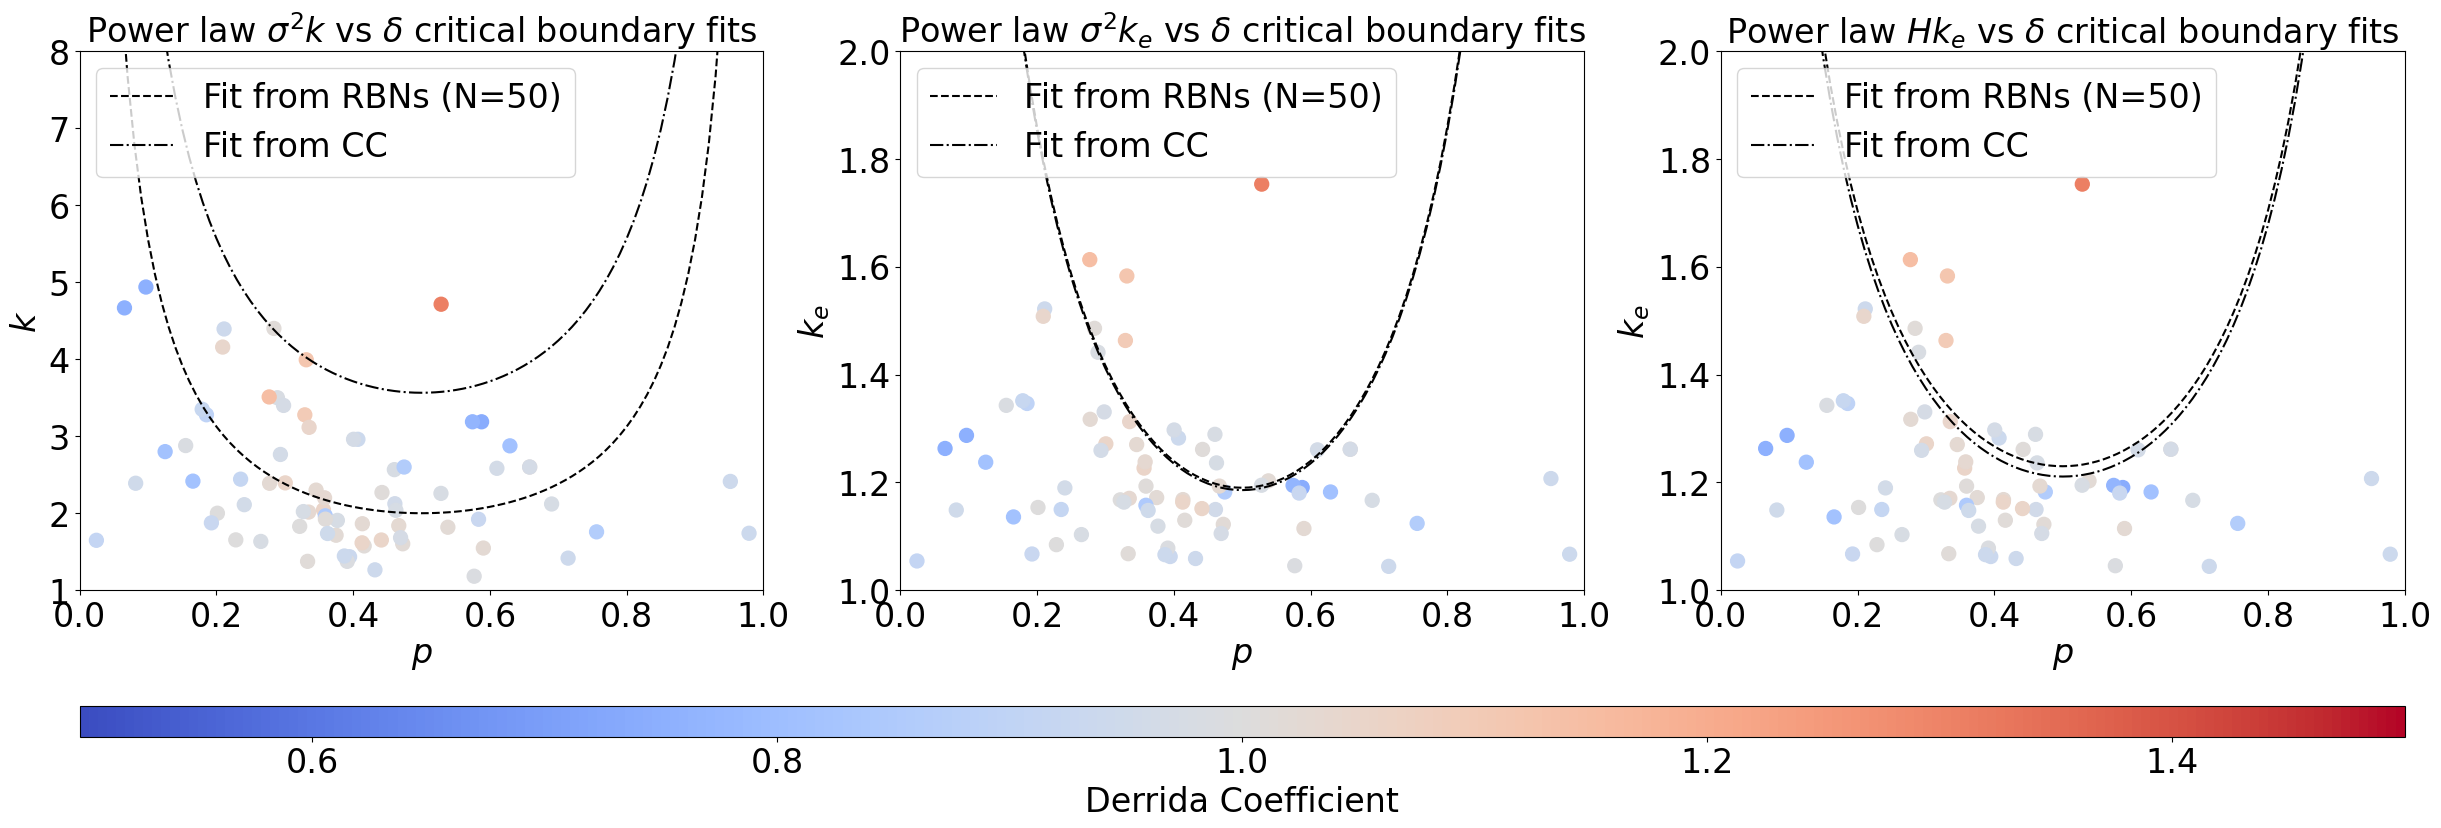 Power law σ²k vs δ critical boundary fits
Fit from RBNs (N=50)
Fit from CC
8
7
6
5
4
3
2
1
k
0.0 0.2 0.4 0.6 0.8 1.0
p
Power law σ²kₑ vs δ critical boundary fits
Fit from RBNs (N=50)
Fit from CC
2.0
1.8
1.6
1.4
1.2
1.0
kₑ
0.0 0.2 0.4 0.6 0.8 1.0
p
Power law Hkₑ vs δ critical boundary fits
Fit from RBNs (N=50)
Fit from CC
2.0
1.8
1.6
1.4
1.2
1.0
kₑ
0.0 0.2 0.4 0.6 0.8 1.0
p
0.6 0.8 1.0 1.2 1.4
Derrida Coefficient